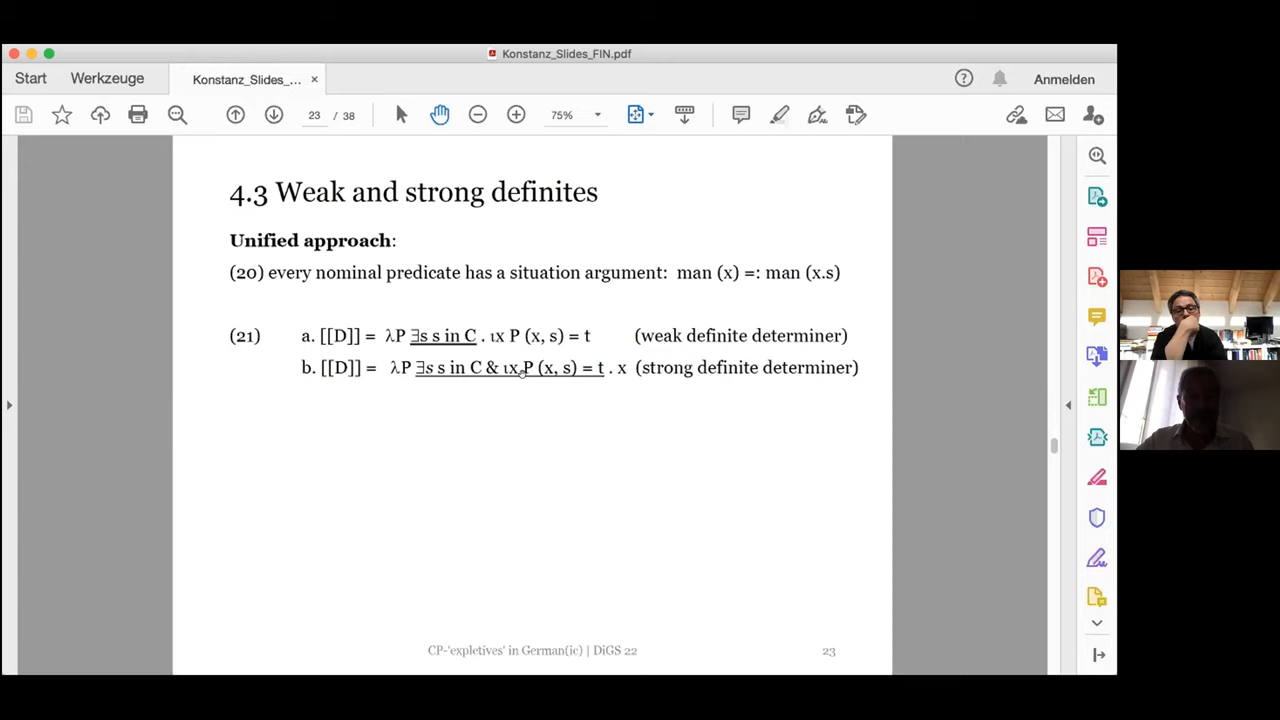 Konstanz_Slides_FIN.pdf
Start Werkzeuge Konstanz_Slides_... × Anmelden
23 / 38 75%
4.3 Weak and strong definites
Unified approach:
(20) every nominal predicate has a situation argument: man (x) =: man (x.s)
(21) a. [[D]] = λP ∃s s in C . ιx P (x, s) = t (weak definite determiner)
b. [[D]] = λP ∃s s in C & ιx P (x, s) = t . x (strong definite determiner)
CP-'expletives' in German(ic) | DiGS 22 23